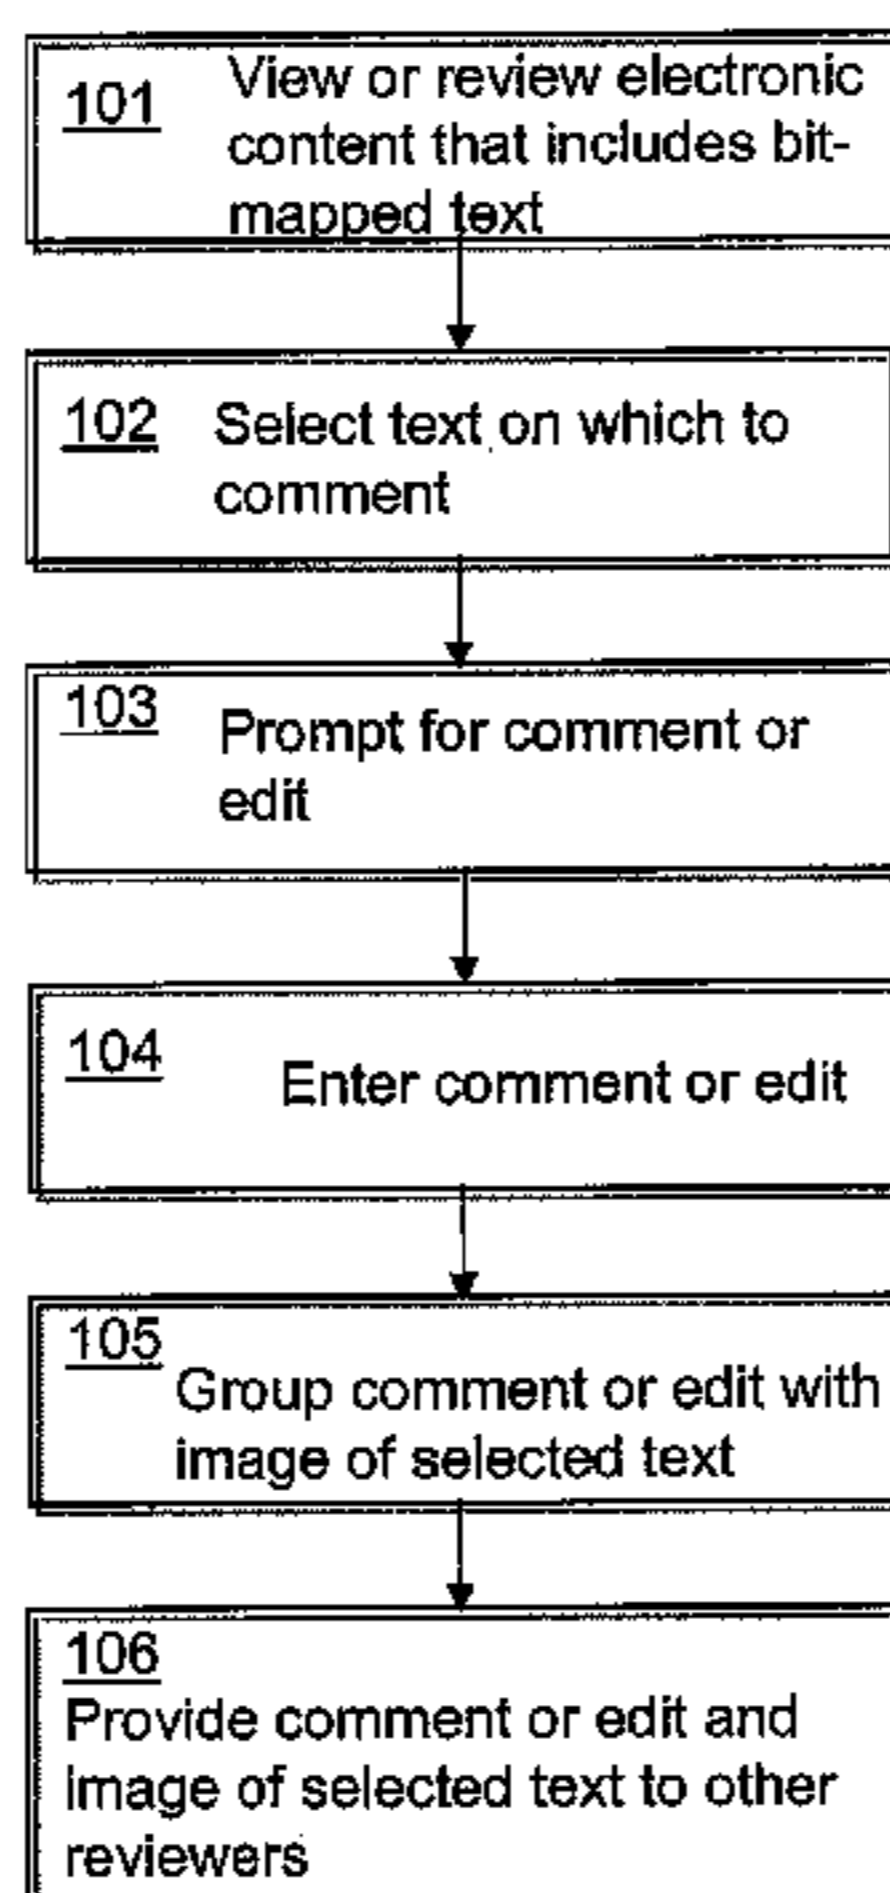 101 View or review electronic
content that includes bit-
mapped text
102 Select text on which to
comment
103
Prompt for comment or
edit
104
Enter comment or edit
105
Group comment or edit with
image of selected text
106
Provide comment or edit and
image of selected text to other
reviewers